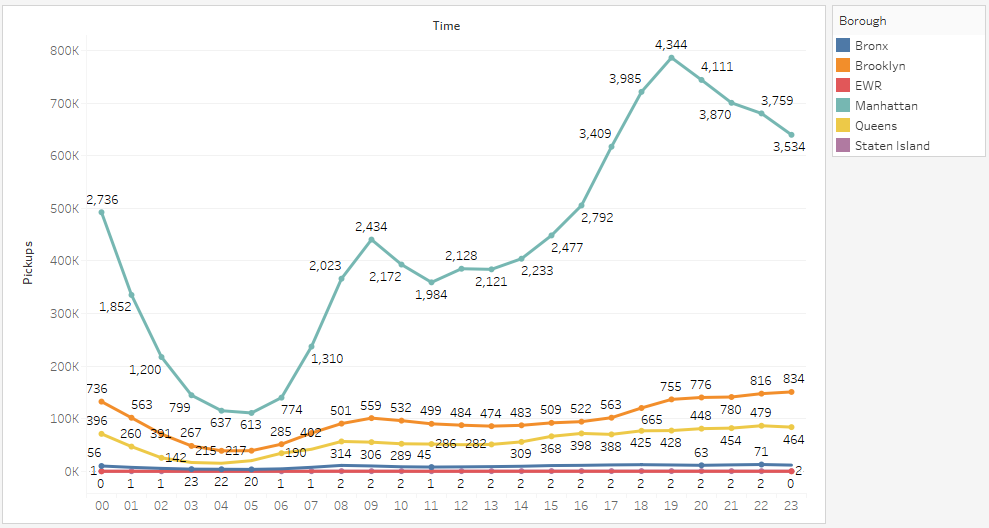 Time
Borough
Bronx
Brooklyn
EWR
Manhattan
Queens
Staten Island
Pickups
800K
700K
600K
500K
400K
300K
200K
100K
0K
2,736 1,852 1,200 799 637 613 774 1,310 2,023 2,434 2,172 1,984 2,128 2,121 2,233 2,477 2,792 3,409 3,985 4,344 4,111 3,870 3,759 3,534
736 563 391 267 215 217 285 402 501 559 532 499 484 474 483 509 522 563 665 755 776 780 816 834
396 260 142 190 314 306 289 286 282 309 368 398 388 425 428 448 454 479 464
56 23 22 20 45 63 71
1 1 1 1 1 2 2 2 1 2 2 2 2 2 2 2 2 2 2 2 2 2
0 0
00 01 02 03 04 05 06 07 08 09 10 11 12 13 14 15 16 17 18 19 20 21 22 23